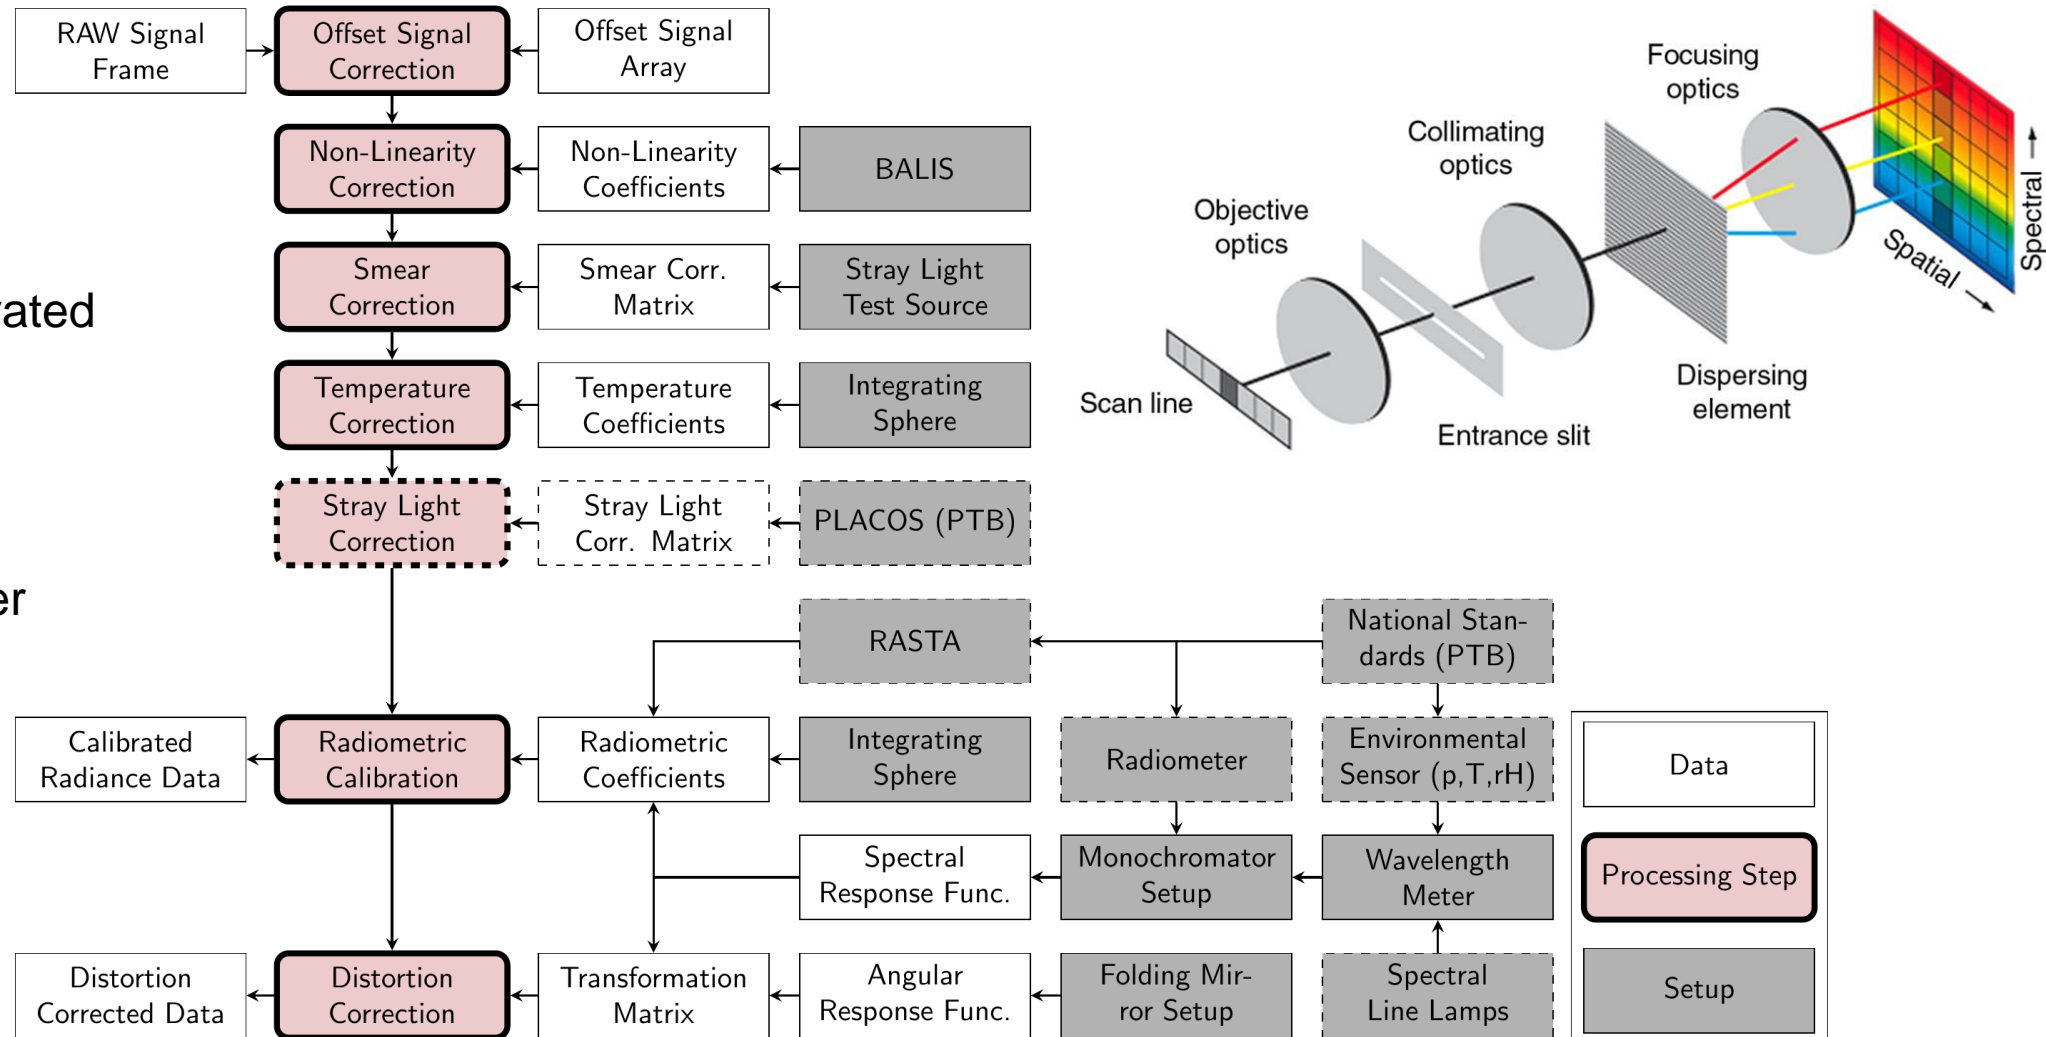 RAW Signal
Frame
Offset Signal
Correction
Offset Signal
Array
Non-Linearity
Correction
Non-Linearity
Coefficients
BALIS
Smear
Correction
Smear Corr.
Matrix
Stray Light
Test Source
Temperature
Correction
Temperature
Coefficients
Integrating
Sphere
Stray Light
Correction
Stray Light
Corr. Matrix
PLACOS (PTB)
RASTA
National Stan-
dards (PTB)
Calibrated
Radiance Data
Radiometric
Calibration
Radiometric
Coefficients
Integrating
Sphere
Radiometer
Environmental
Sensor (p,T,rH)
Spectral
Response Func.
Monochromator
Setup
Wavelength
Meter
Distortion
Corrected Data
Distortion
Correction
Transformation
Matrix
Angular
Response Func.
Folding Mir-
ror Setup
Spectral
Line Lamps
Data
Processing Step
Setup
Scan line
Objective
optics
Entrance slit
Collimating
optics
Dispersing
element
Focusing
optics
Spatial
Spectral